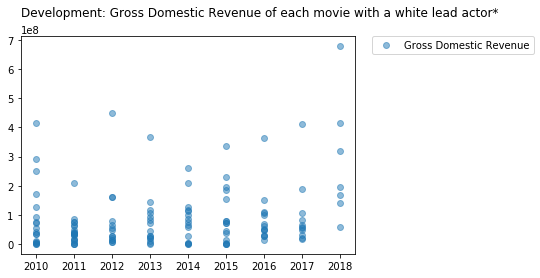 Development: Gross Domestic Revenue of each movie with a white lead actor*
1e8
Gross Domestic Revenue
7
6
5
4
3
2
1
0
2010 2011 2012 2013 2014 2015 2016 2017 2018